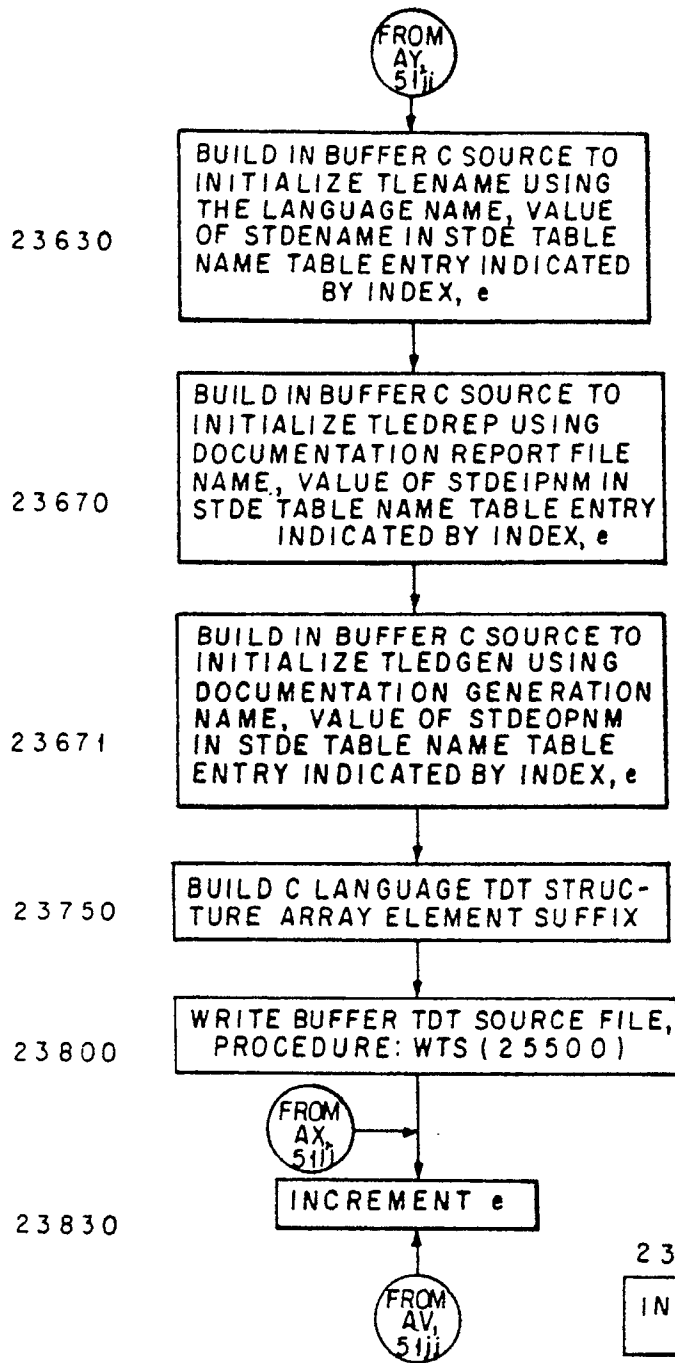 FROM
AY,
51jj
BUILD IN BUFFER C SOURCE TO
INITIALIZE TLENAME USING
THE LANGUAGE NAME, VALUE
OF STDENAME IN STDE TABLE
NAME TABLE ENTRY INDICATED
BY INDEX, e
23630
BUILD IN BUFFER C SOURCE TO
INITIALIZE TLEDREP USING
DOCUMENTATION REPORT FILE
NAME, VALUE OF STDEIPNM IN
STDE TABLE NAME TABLE ENTRY
INDICATED BY INDEX, e
23670
BUILD IN BUFFER C SOURCE TO
INITIALIZE TLEDGEN USING
DOCUMENTATION GENERATION
NAME, VALUE OF STDEOPNM
IN STDE TABLE NAME TABLE
ENTRY INDICATED BY INDEX, e
23671
BUILD C LANGUAGE TDT STRUC-
TURE ARRAY ELEMENT SUFFIX
23750
WRITE BUFFER TDT SOURCE FILE,
PROCEDURE: WTS (25500)
23800
FROM
AX,
51jj
INCREMENT e
23830
FROM
AV,
51jj
23
IN